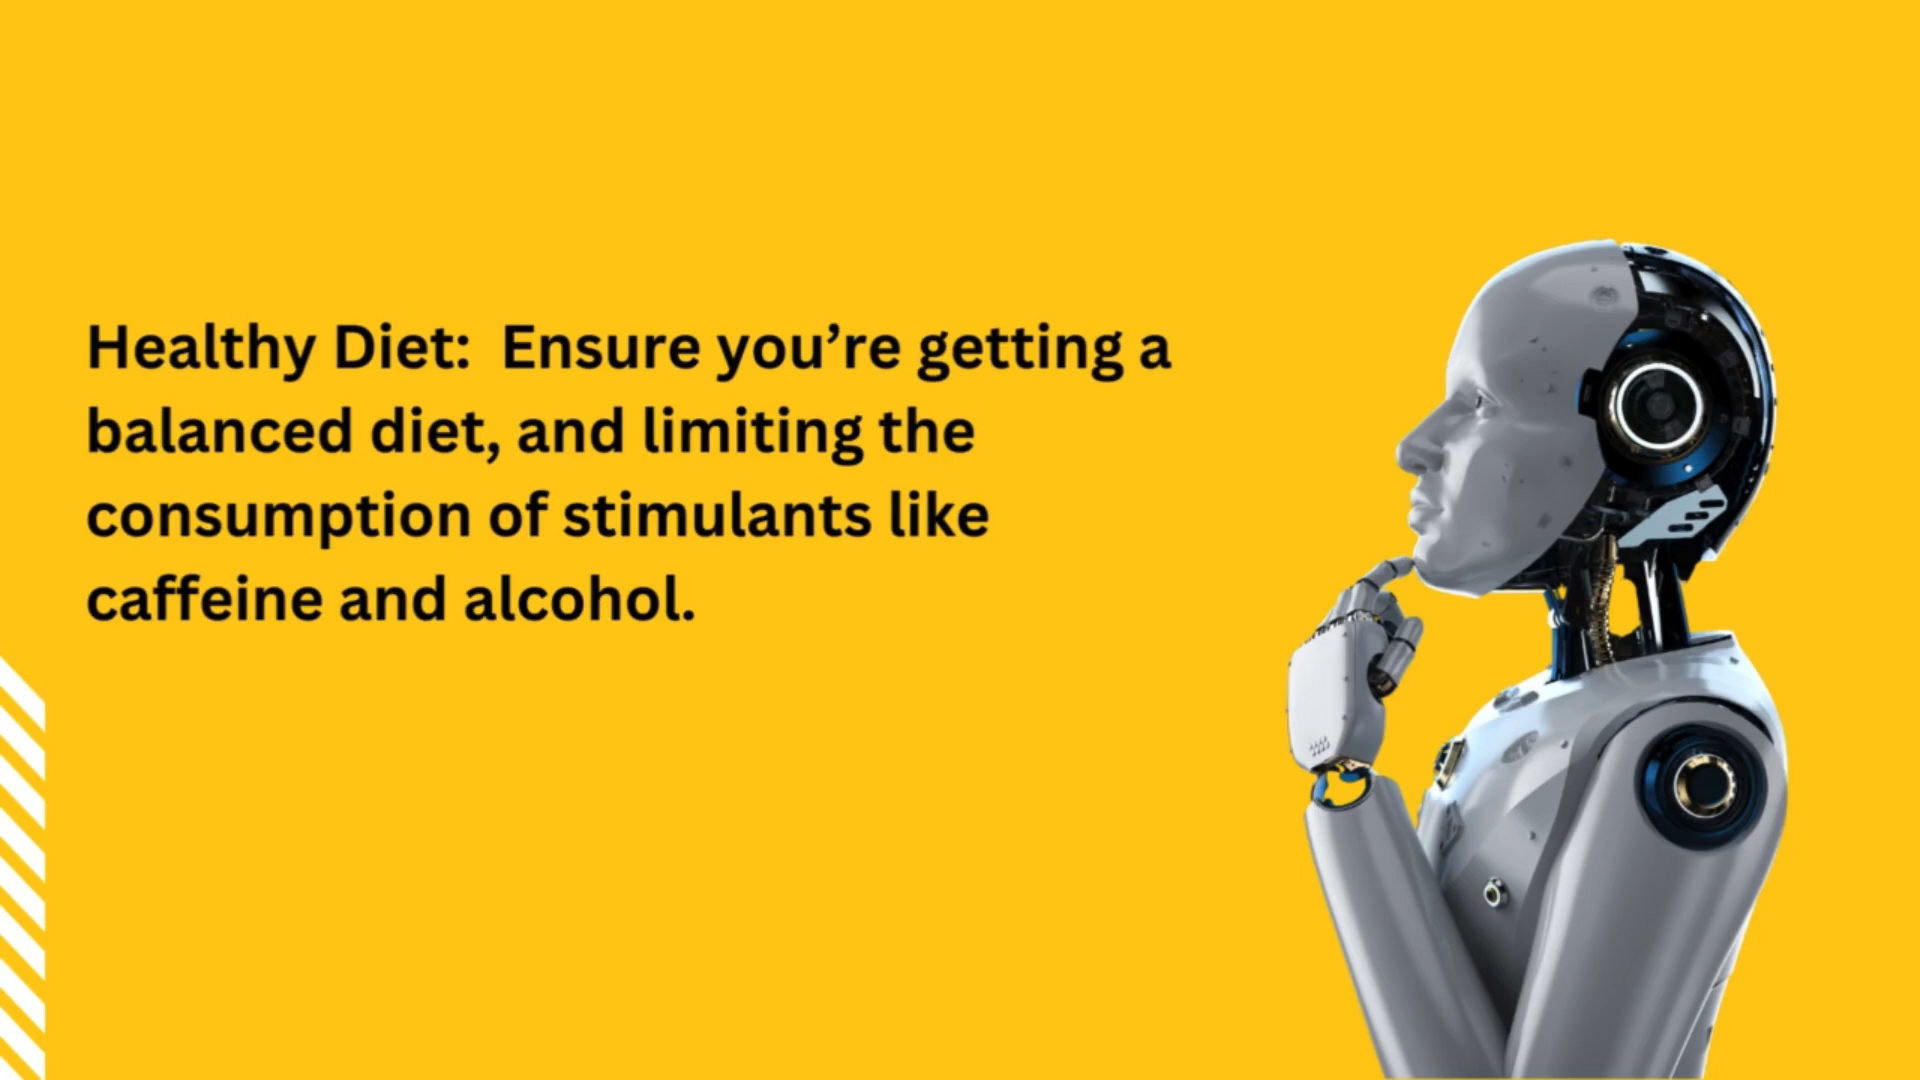 Healthy Diet:  Ensure you’re getting a
balanced diet, and limiting the
consumption of stimulants like
caffeine and alcohol.